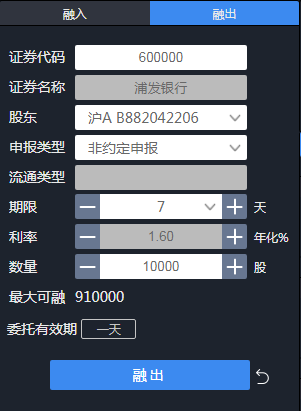 融入 融出
证券代码 600000
证券名称 浦发银行
股东 沪A B882042206
申报类型 非约定申报
流通类型
期限 7 天
利率 1.60 年化%
数量 10000 股
最大可融 910000
委托有效期 一天
融出